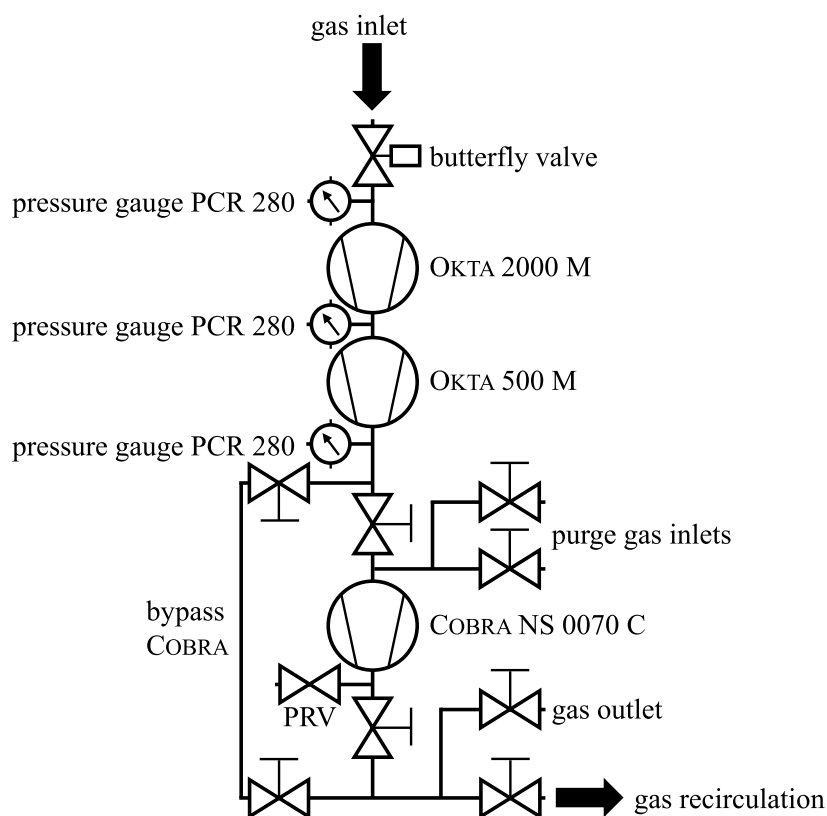 gas inlet
butterfly valve
pressure gauge PCR 280
OKTA 2000 M
pressure gauge PCR 280
OKTA 500 M
pressure gauge PCR 280
purge gas inlets
bypass
COBRA
COBRA NS 0070 C
PRV
gas outlet
gas recirculation